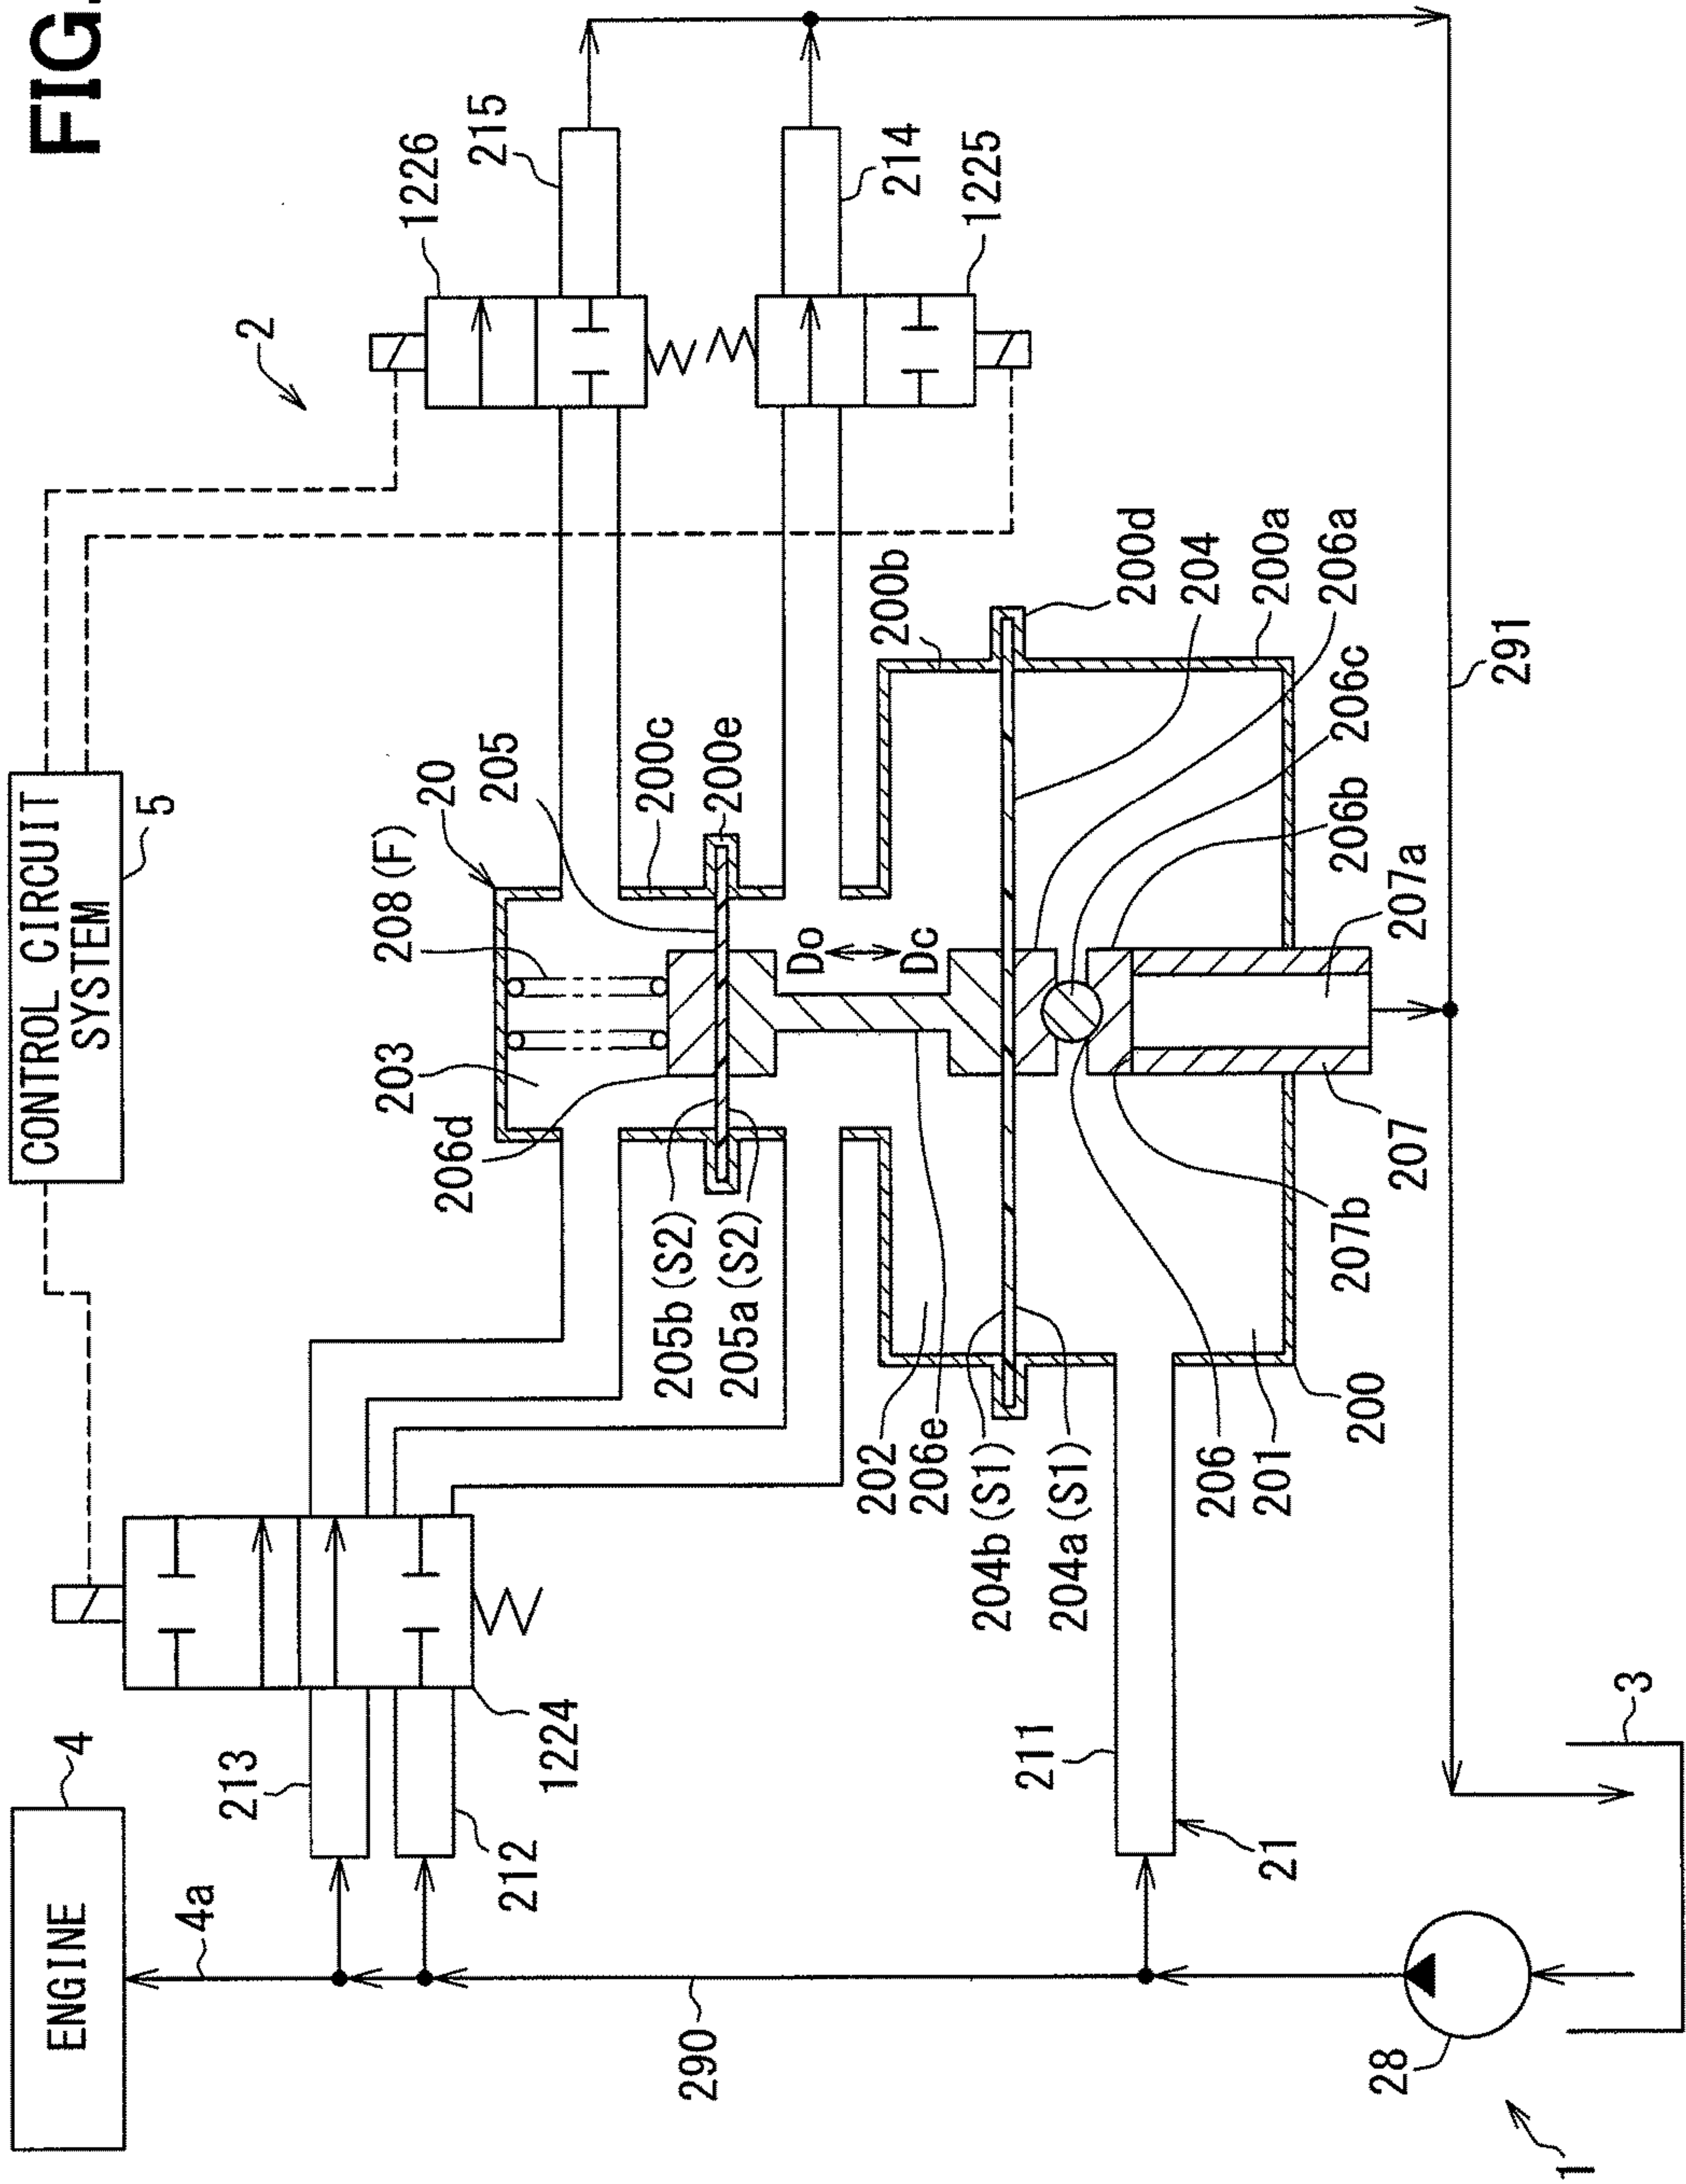 FIG.
ENGINE
4
4a
213
212
1224
290
211
21
28
3
1
CONTROL CIRCUIT
SYSTEM
5
2
1226
215
214
1225
20
205
208(F)
203
206d
200c
200e
205b(S2)
205a(S2)
Do
Dc
202
206e
204b(S1)
204a(S1)
206
201
200
207b
207
207a
206b
206c
206a
200a
204
200d
200b
291